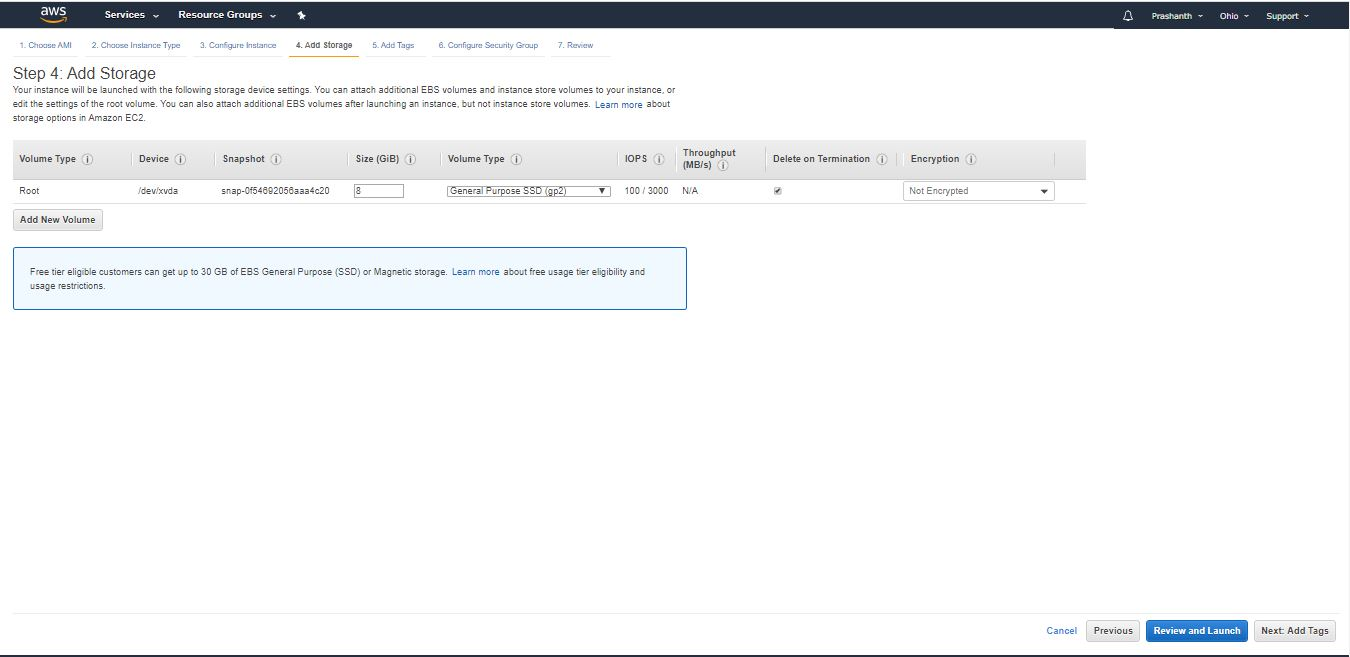 aws Services Resource Groups Prashanth Ohio Support
1. Choose AMI 2. Choose Instance Type 3. Configure Instance 4. Add Storage 5. Add Tags 6. Configure Security Group 7. Review
Step 4: Add Storage
Your instance will be launched with the following storage device settings. You can attach additional EBS volumes and instance store volumes to your instance, or
edit the settings of the root volume. You can also attach additional EBS volumes after launching an instance, but not instance store volumes. Learn more about
storage options in Amazon EC2.
Volume Type i Device i Snapshot i Size (GiB) i Volume Type i IOPS i Throughput (MB/s) i Delete on Termination i Encryption i
Root /dev/xvda snap-0f54692056aaa4c20 8 General Purpose SSD (gp2) 100 / 3000 N/A Not Encrypted
Add New Volume
Free tier eligible customers can get up to 30 GB of EBS General Purpose (SSD) or Magnetic storage. Learn more about free usage tier eligibility and
usage restrictions.
Cancel Previous Review and Launch Next: Add Tags